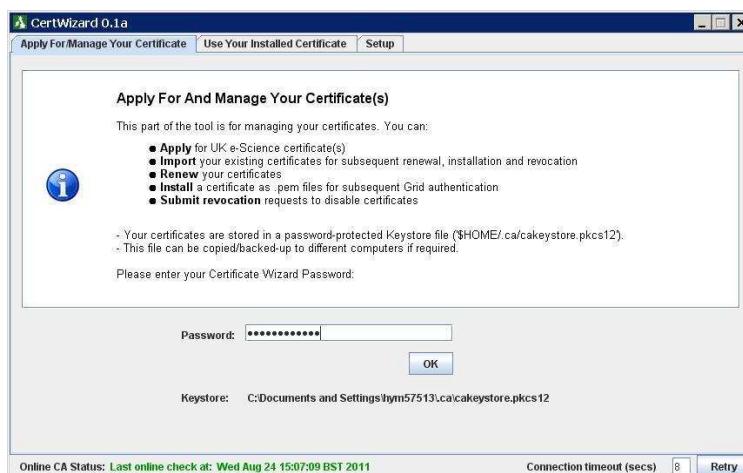 CertWizard 0.1a
Apply For/Manage Your Certificate Use Your Installed Certificate Setup
Apply For And Manage Your Certificate(s)
This part of the tool is for managing your certificates. You can:
● Apply for UK e-Science certificate(s)
● Import your existing certificates for subsequent renewal, installation and revocation
● Renew your certificates
● Install a certificate as .pem files for subsequent Grid authentication
● Submit revocation requests to disable certificates
- Your certificates are stored in a password-protected Keystore file ('$HOME/.ca/cakeystore.pkcs12').
- This file can be copied/backed-up to different computers if required.
Please enter your Certificate Wizard Password:
Password: ●●●●●●●●●●●●
OK
Keystore: C:\Documents and Settings\hym57513\.ca\cakeystore.pkcs12
Online CA Status: Last online check at: Wed Aug 24 15:07:09 BST 2011 Connection timeout (secs) 8 Retry